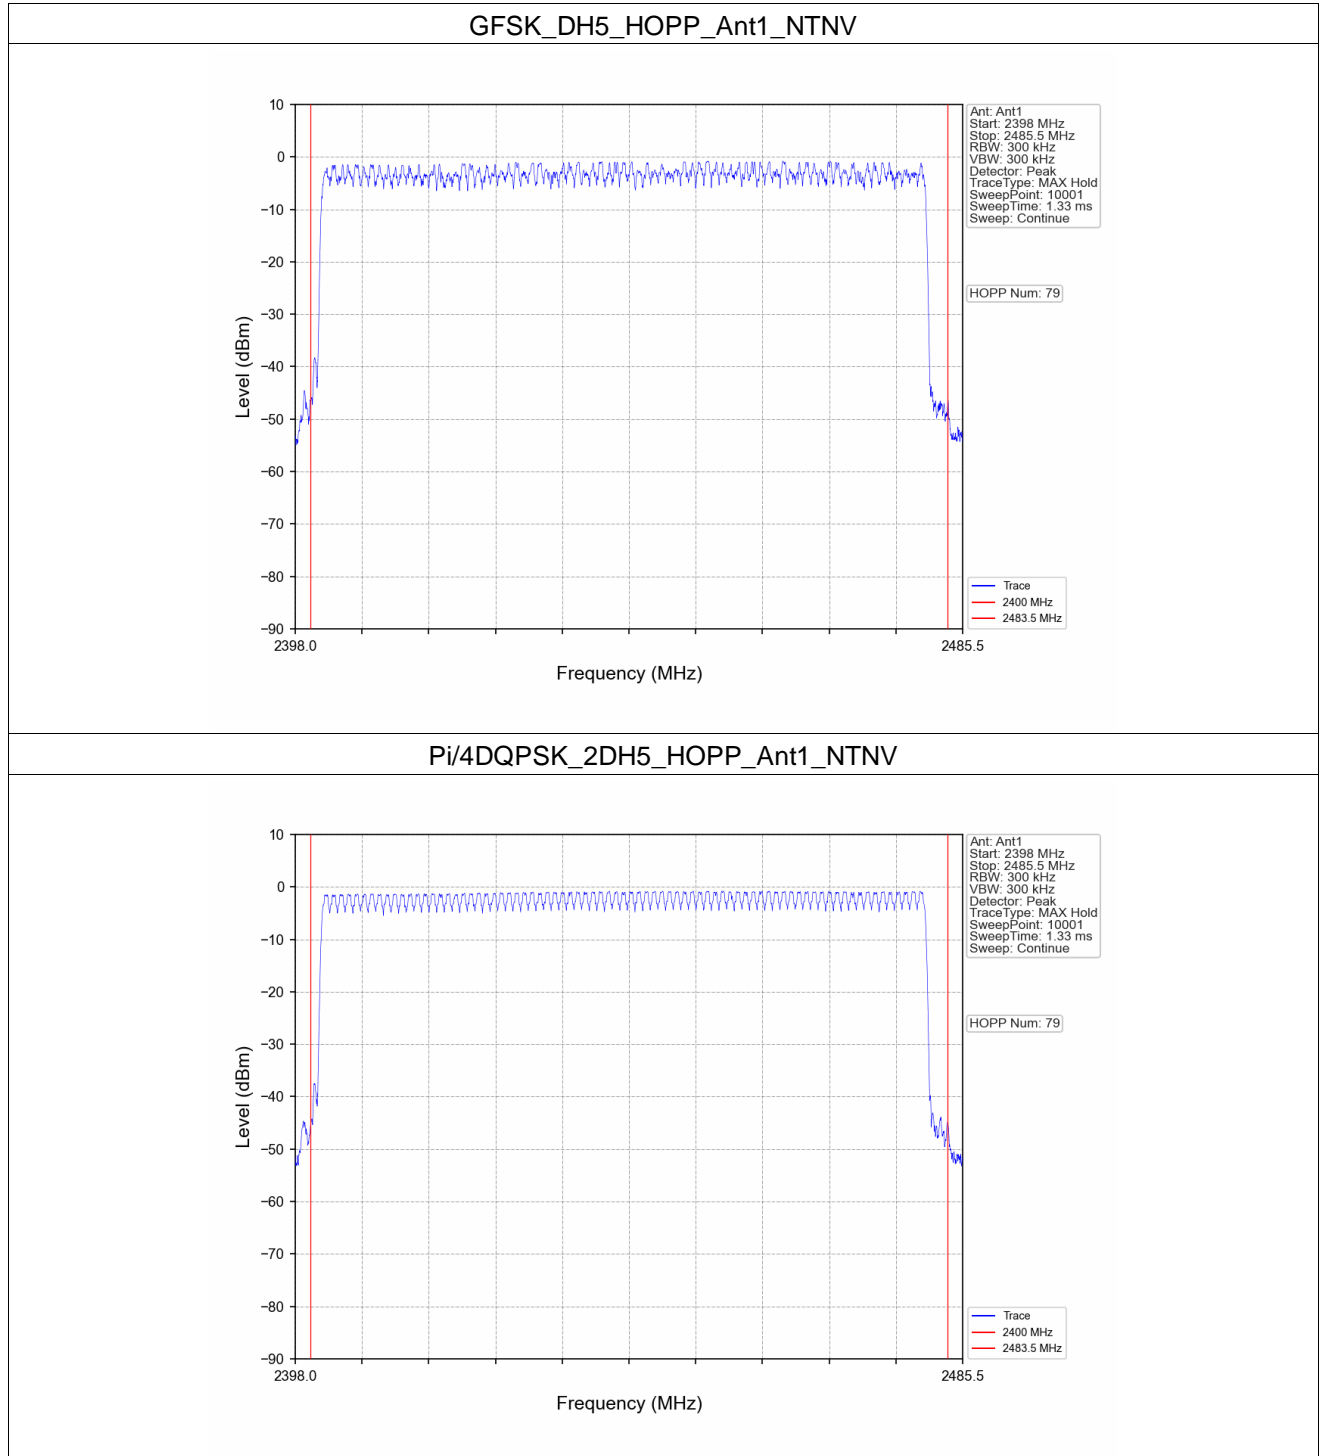 GFSK_DH5_HOPP_Ant1_NTNV
10
0
−10
−20
−30
−40
−50
−60
−70
−80
−90
Level (dBm)
2398.0
2485.5
Frequency (MHz)
Ant: Ant1
Start: 2398 MHz
Stop: 2485.5 MHz
RBW: 300 kHz
VBW: 300 kHz
Detector: Peak
TraceType: MAX Hold
SweepPoint: 10001
SweepTime: 1.33 ms
Sweep: Continue
HOPP Num: 79
Trace
2400 MHz
2483.5 MHz
Pi/4DQPSK_2DH5_HOPP_Ant1_NTNV
10
0
−10
−20
−30
−40
−50
−60
−70
−80
−90
Level (dBm)
2398.0
2485.5
Frequency (MHz)
Ant: Ant1
Start: 2398 MHz
Stop: 2485.5 MHz
RBW: 300 kHz
VBW: 300 kHz
Detector: Peak
TraceType: MAX Hold
SweepPoint: 10001
SweepTime: 1.33 ms
Sweep: Continue
HOPP Num: 79
Trace
2400 MHz
2483.5 MHz